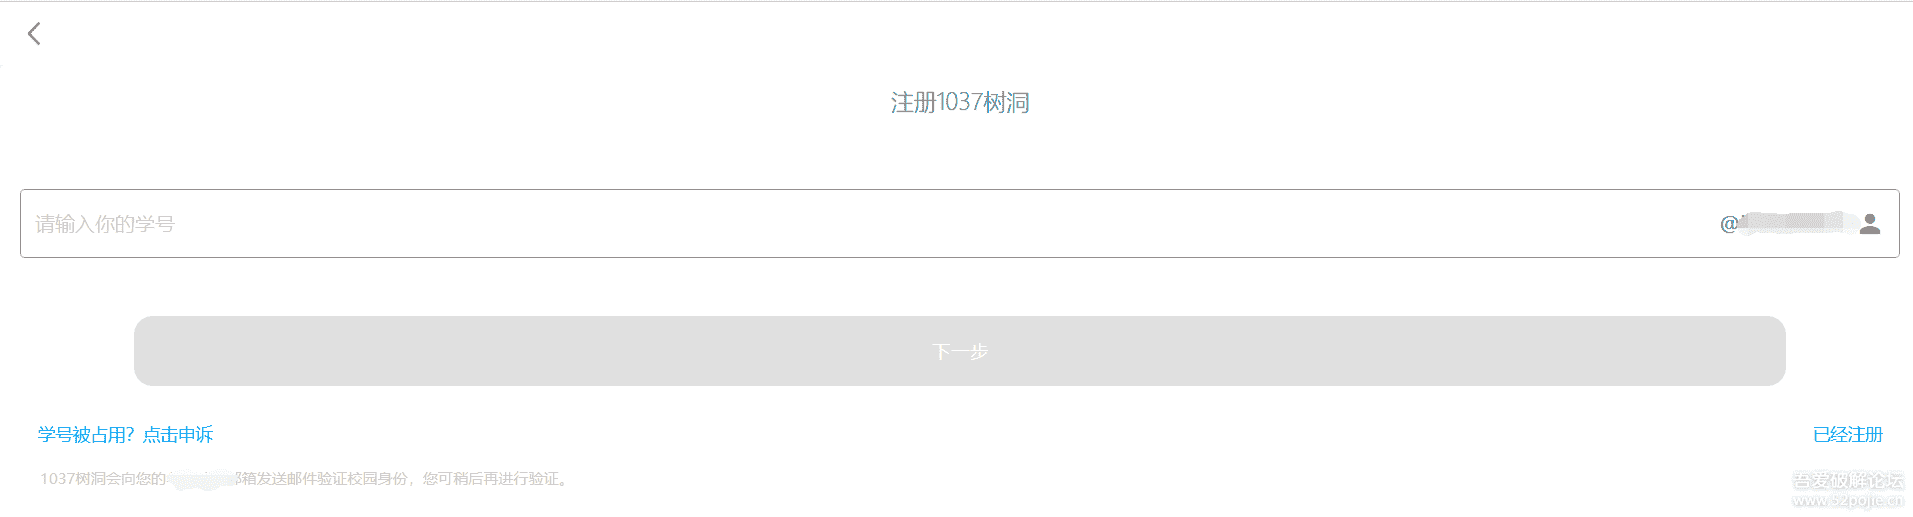 注册1037树洞
请输入你的学号
@
下一步
学号被占用？点击申诉
已经注册
1037树洞会向您的 邮箱发送邮件验证校园身份，您可稍后再进行验证。
吾爱破解论坛
www.52pojie.cn